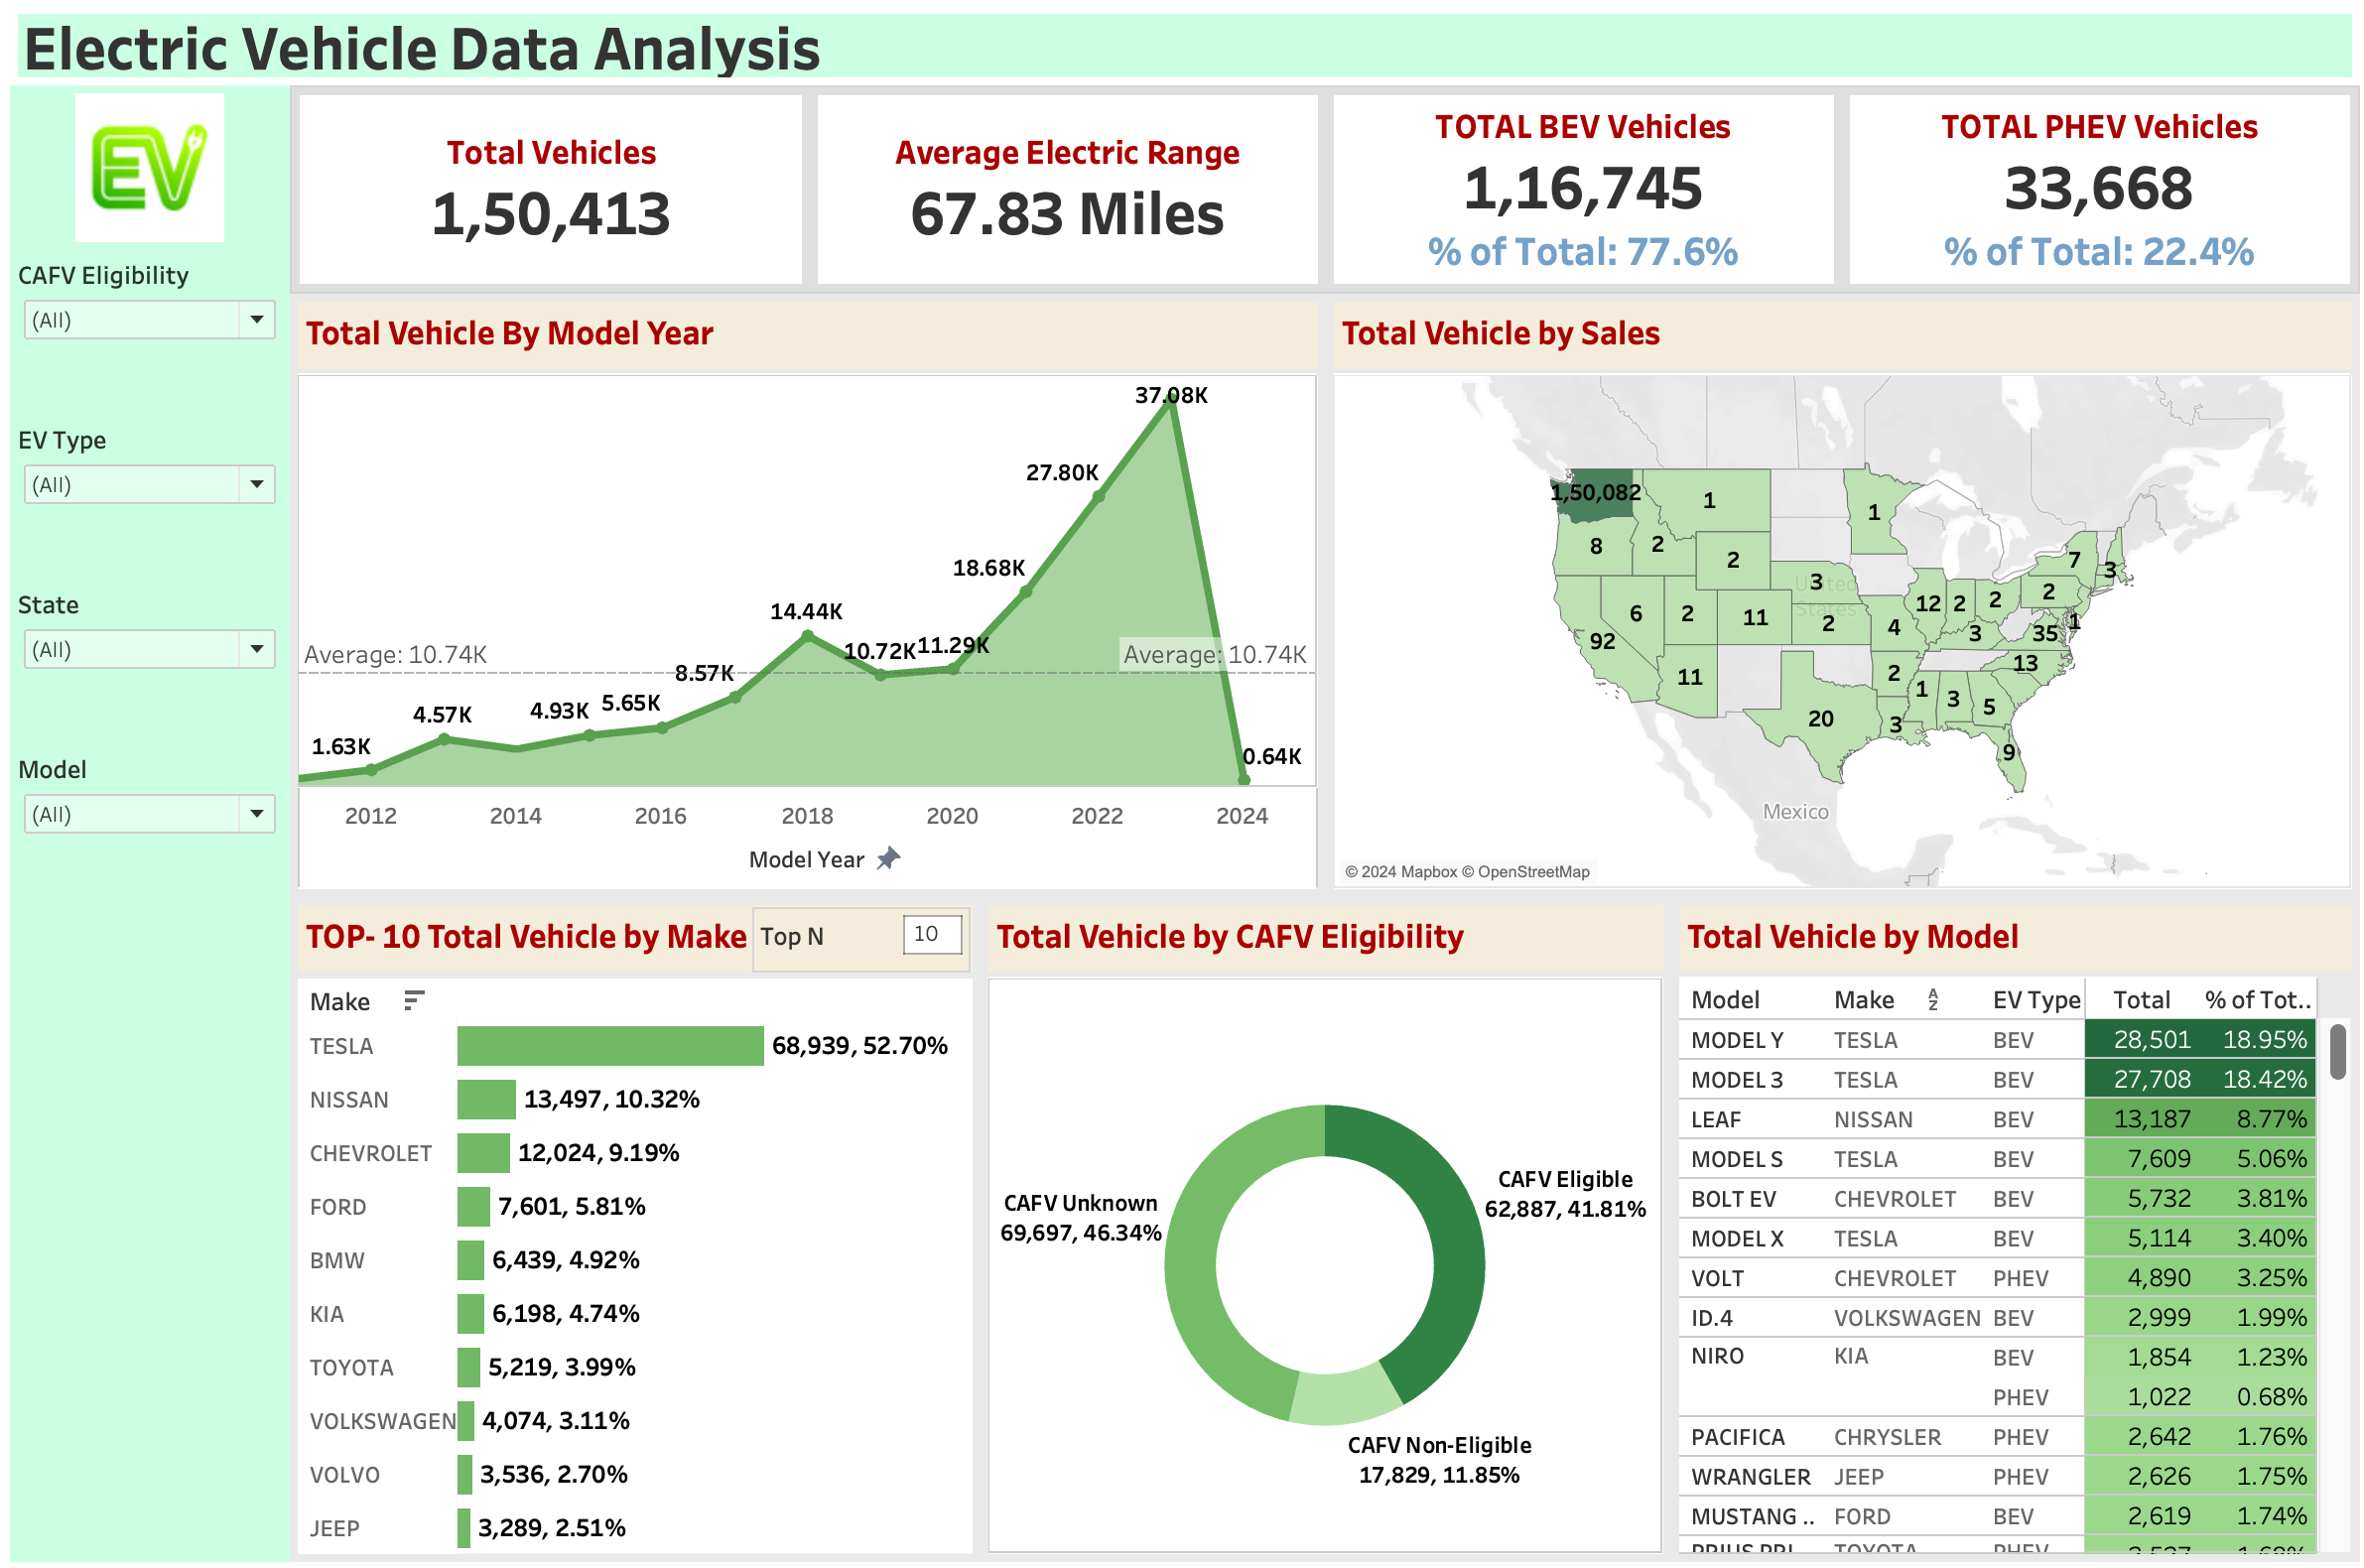 Electric Vehicle Data Analysis
EV
CAFV Eligibility
(All)
EV Type
(All)
State
(All)
Model
(All)
Total Vehicles
1,50,413
Average Electric Range
67.83 Miles
TOTAL BEV Vehicles
1,16,745
% of Total: 77.6%
TOTAL PHEV Vehicles
33,668
% of Total: 22.4%
Total Vehicle By Model Year
37.08K
27.80K
18.68K
14.44K
10.72K 11.29K
Average: 10.74K
Average: 10.74K
8.57K
4.57K
4.93K
5.65K
1.63K
0.64K
2012 2014 2016 2018 2020 2022 2024
Model Year
Total Vehicle by Sales
1,50,082
1
1
8
2
2
7
3
3
United
States
2
12
2
2
6
2
11
2
4
3
35
1
92
13
11
2
1
3
5
20
3
9
Mexico
© 2024 Mapbox © OpenStreetMap
TOP- 10 Total Vehicle by Make
Top N 10
Make
TESLA 68,939, 52.70%
NISSAN 13,497, 10.32%
CHEVROLET 12,024, 9.19%
FORD 7,601, 5.81%
BMW 6,439, 4.92%
KIA 6,198, 4.74%
TOYOTA 5,219, 3.99%
VOLKSWAGEN 4,074, 3.11%
VOLVO 3,536, 2.70%
JEEP 3,289, 2.51%
Total Vehicle by CAFV Eligibility
CAFV Eligible
62,887, 41.81%
CAFV Unknown
69,697, 46.34%
CAFV Non-Eligible
17,829, 11.85%
Total Vehicle by Model
Model Make EV Type Total % of Tot..
MODEL Y TESLA BEV 28,501 18.95%
MODEL 3 TESLA BEV 27,708 18.42%
LEAF NISSAN BEV 13,187 8.77%
MODEL S TESLA BEV 7,609 5.06%
BOLT EV CHEVROLET BEV 5,732 3.81%
MODEL X TESLA BEV 5,114 3.40%
VOLT CHEVROLET PHEV 4,890 3.25%
ID.4 VOLKSWAGEN BEV 2,999 1.99%
NIRO KIA BEV 1,854 1.23%
PHEV 1,022 0.68%
PACIFICA CHRYSLER PHEV 2,642 1.76%
WRANGLER JEEP PHEV 2,626 1.75%
MUSTANG .. FORD BEV 2,619 1.74%
TOYOTA PHEV